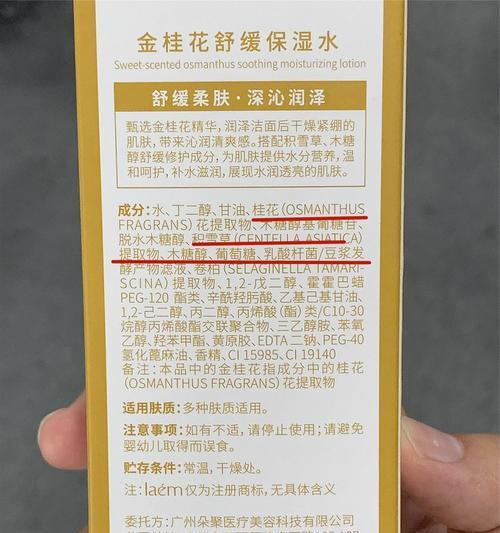 金桂花舒缓保湿水
Sweet-scented osmanthus soothing moisturizing lotion
舒缓柔肤·深沁润泽
甄选金桂花精华，润泽洁面后干燥紧绷的
肌肤，带来沁润清爽感。搭配积雪草、木糖
醇舒缓修护成分，为肌肤提供水分营养，温
和呵护，补水滋润，展现水润透亮的肌肤。
成分：水、丁二醇、甘油、桂花（OSMANTHUS
FRAGRANS）花提取物、木糖醇基葡糖苷、
脱水木糖醇、积雪草（CENTELLA ASIATICA）
提取物、木糖醇、葡萄糖、乳酸杆菌/豆浆发
酵产物滤液、卷柏（SELAGINELLA TAMARI-
SCINA）提取物、1,2-戊二醇、霍霍巴蜡
PEG-120 酯类、辛酰羟肟酸、乙基己基甘油、
1,2-己二醇、丙二醇、丙烯酸（酯）类/C10-30
烷醇丙烯酸酯交联聚合物、三乙醇胺、苯氧
乙醇、羟苯甲酯、黄原胶、EDTA 二钠、PEG-40
氢化蓖麻油、香精、CI 15985、CI 19140
备注：本品中的金桂花指成分中的桂花
（OSMANTHUS FRAGRANS）花提取物
适用肤质：多种肤质适用。
注意事项：如有不适，请停止使用；请避免
婴幼儿取得而误食。
贮存条件：常温，干燥处。
注：laém 仅为注册商标，无具体含义
委托方：广州朵聚医疗美容科技有限公司